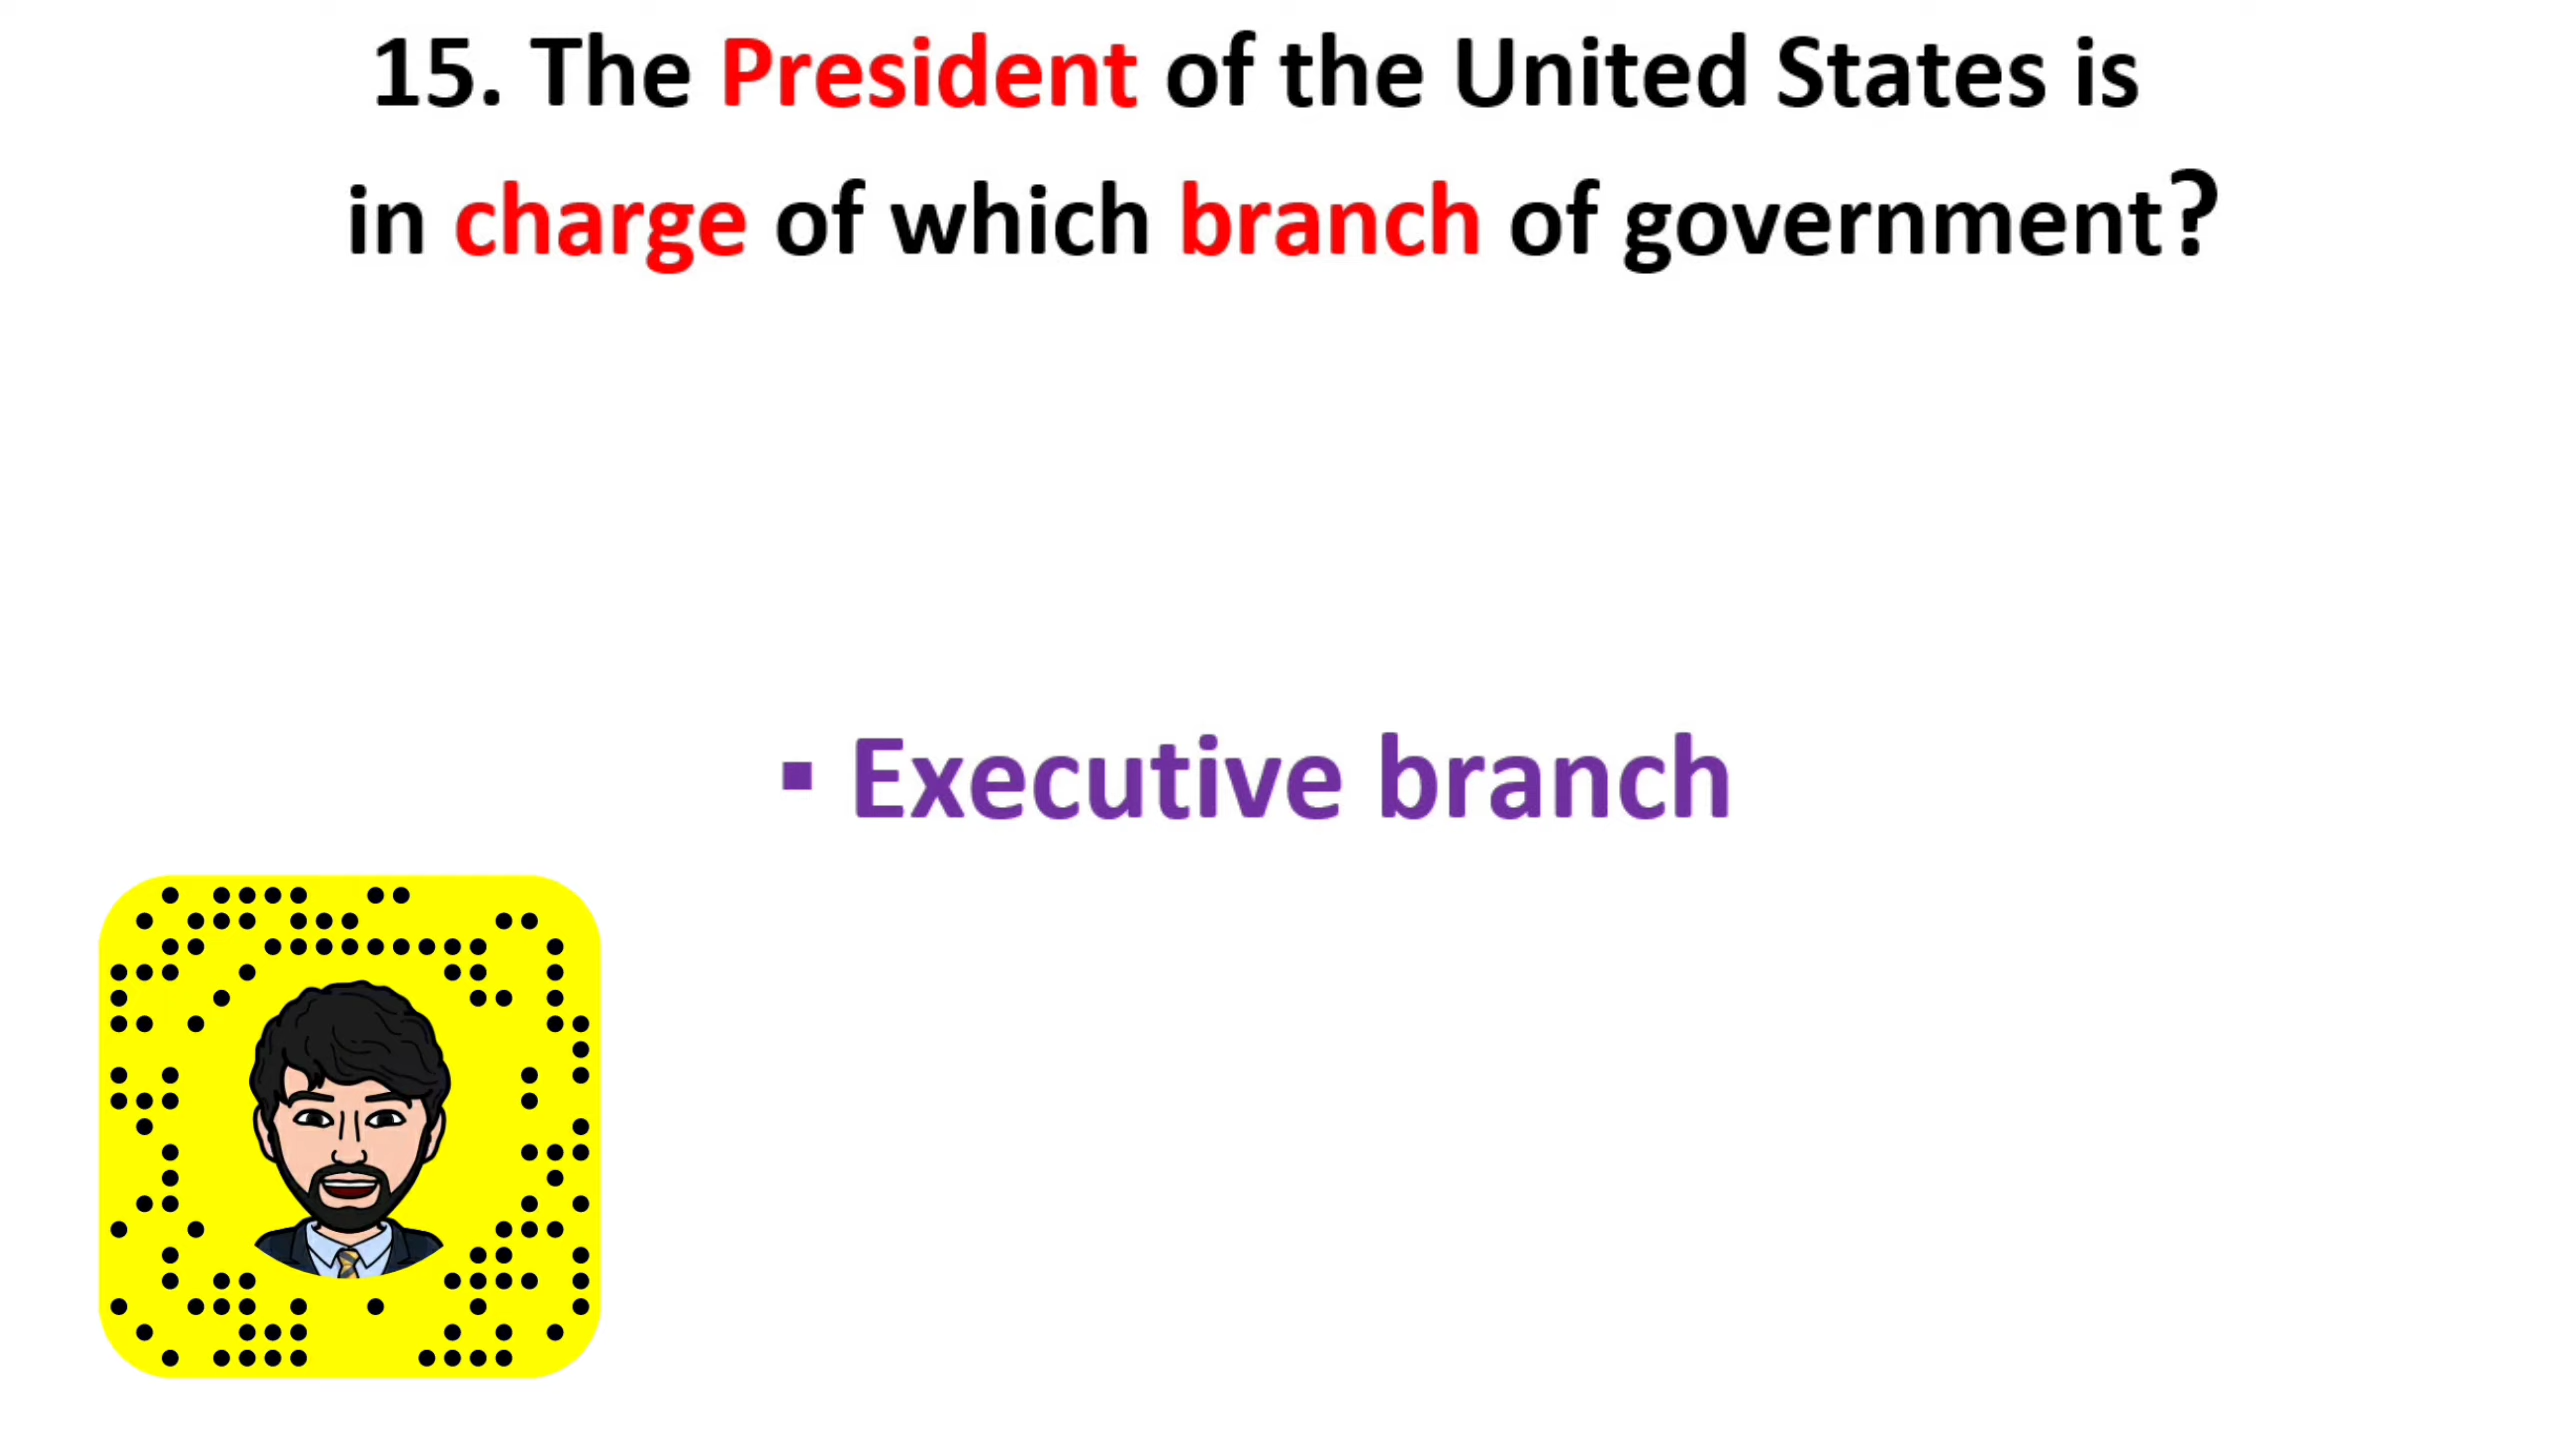 15. The President of the United States is
in charge of which branch of government?
▪ Executive branch